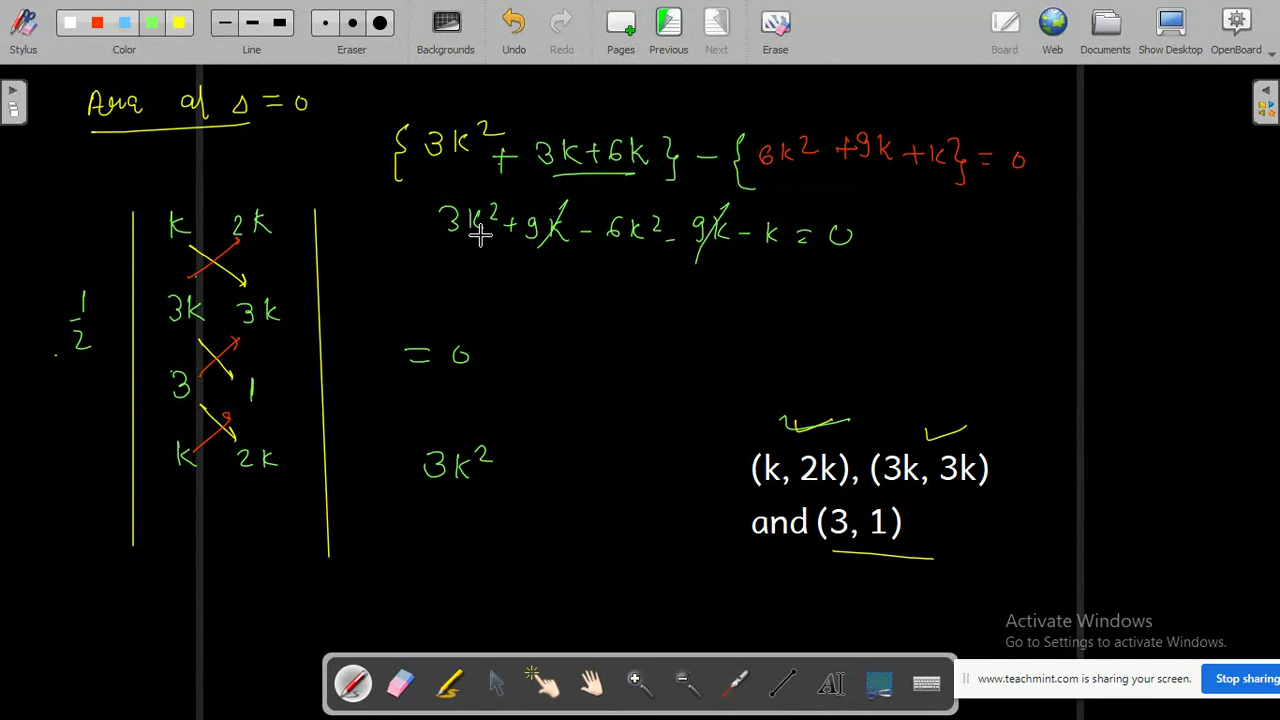 Stylus Color Line Eraser Backgrounds Undo Redo Pages Previous Next Erase Board Web Documents Show Desktop OpenBoard
Area of Δ = 0
{3k² + 3k + 6k} - {6k² + 9k + k} = 0
3k² + 9k - 6k² - 9k - k = 0
k 2k
3k 3k
1/2
= 0
3 1
k 2k
3k²
(k, 2k), (3k, 3k)
and (3, 1)
Activate Windows
Go to Settings to activate Windows.
www.teachmint.com is sharing your screen.
Stop sharing